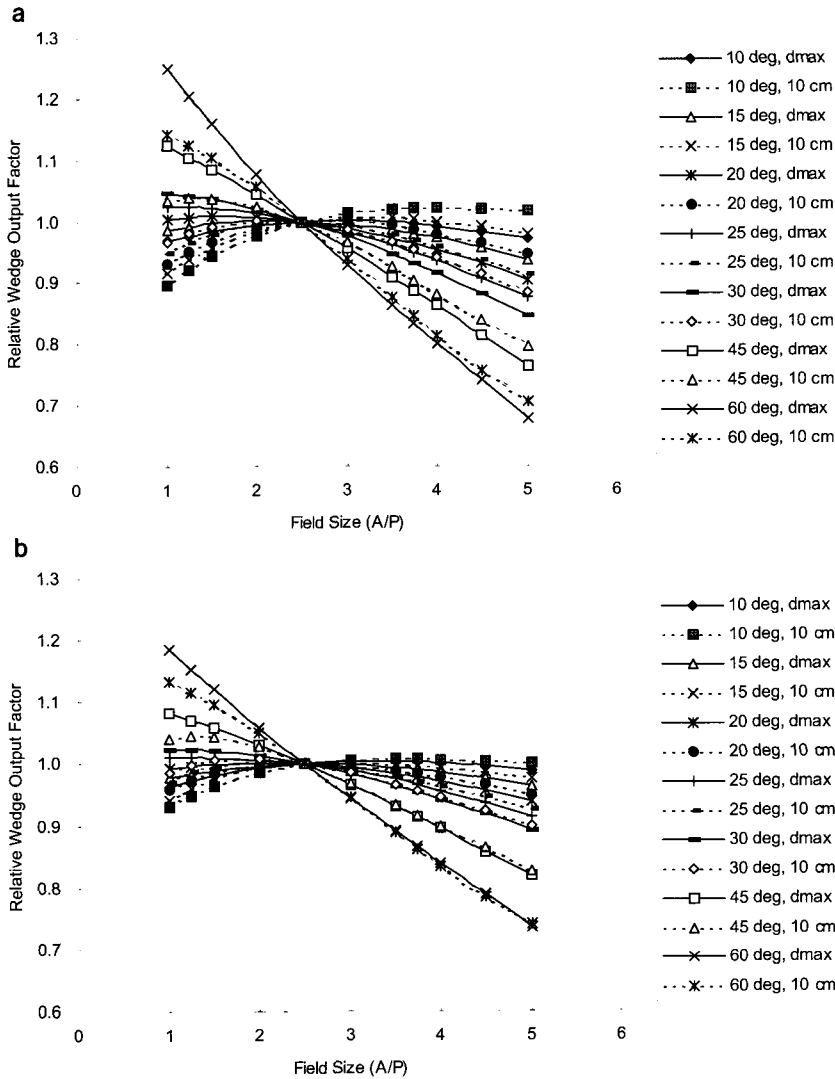 a
1.3
1.2
1.1
1.0
0.9
0.8
0.7
0.6
Relative Wedge Output Factor
0
1
2
3
4
5
6
Field Size (A/P)
10 deg, dmax
10 deg, 10 cm
15 deg, dmax
15 deg, 10 cm
20 deg, dmax
20 deg, 10 cm
25 deg, dmax
25 deg, 10 cm
30 deg, dmax
30 deg, 10 cm
45 deg, dmax
45 deg, 10 cm
60 deg, dmax
60 deg, 10 cm
b
1.3
1.2
1.1
1.0
0.9
0.8
0.7
0.6
Relative Wedge Output Factor
0
1
2
3
4
5
6
Field Size (A/P)
10 deg, dmax
10 deg, 10 cm
15 deg, dmax
15 deg, 10 cm
20 deg, dmax
20 deg, 10 cm
25 deg, dmax
25 deg, 10 cm
30 deg, dmax
30 deg, 10 cm
45 deg, dmax
45 deg, 10 cm
60 deg, dmax
60 deg, 10 cm